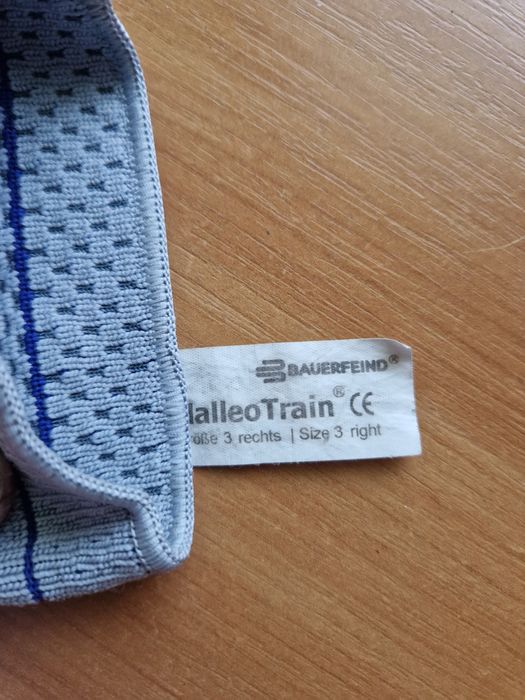 BAUERFEIND®
alleoTrain® CE
öße 3 rechts | Size 3 right